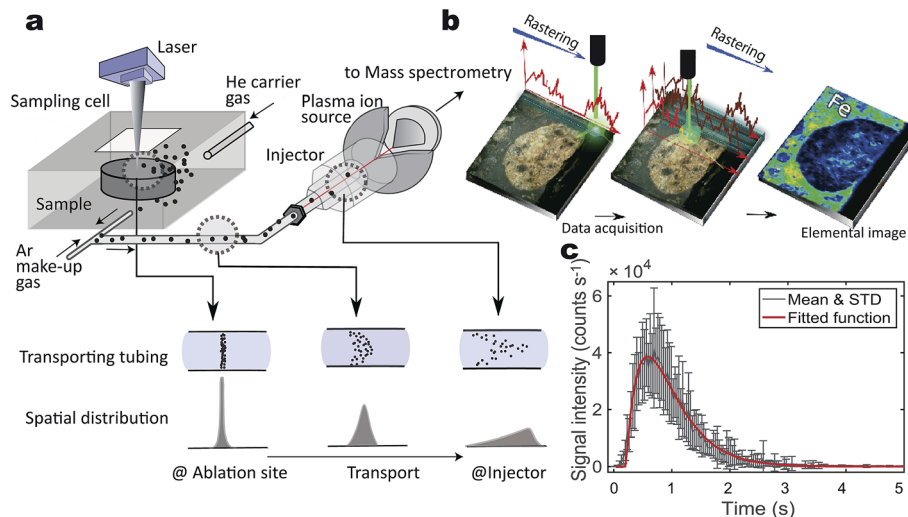 a
Laser
Sampling cell
He carrier
gas
to Mass spectrometry
Plasma ion
source
Injector
Sample
Ar
make-up
gas
Transporting tubing
Spatial distribution
@ Ablation site
Transport
@Injector
b
Rastering
Rastering
Fe
Data acquisition
Elemental image
c
× 10⁴
Signal intensity (counts s⁻¹)
6
4
2
0
Mean & STD
Fitted function
0 1 2 3 4 5
Time (s)